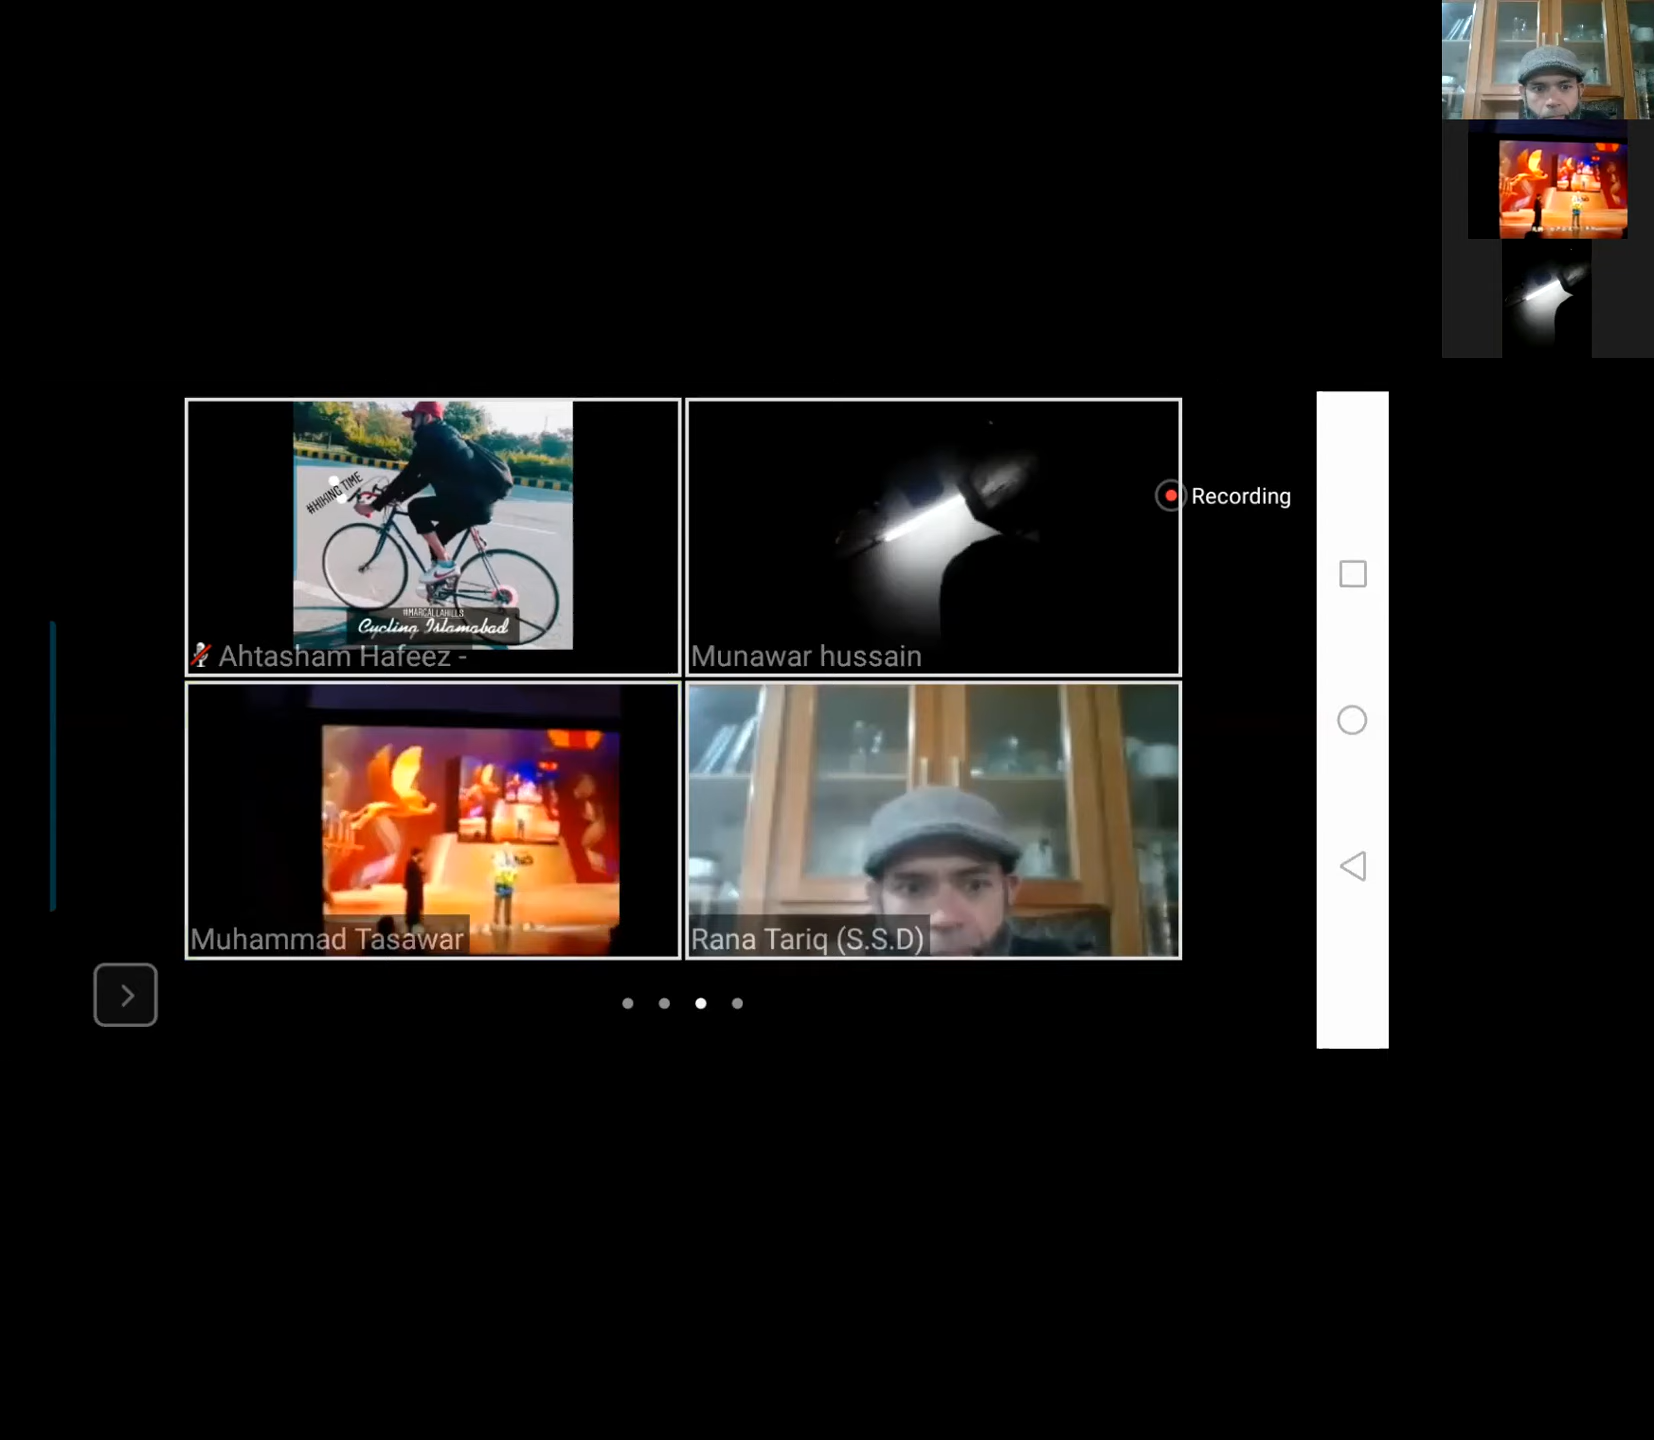 #HIKING TIME
#MARGALLAHILLS
Cycling Islamabad
Ahtasham Hafeez -
Munawar hussain
Recording
Muhammad Tasawar
Rana Tariq (S.S.D)